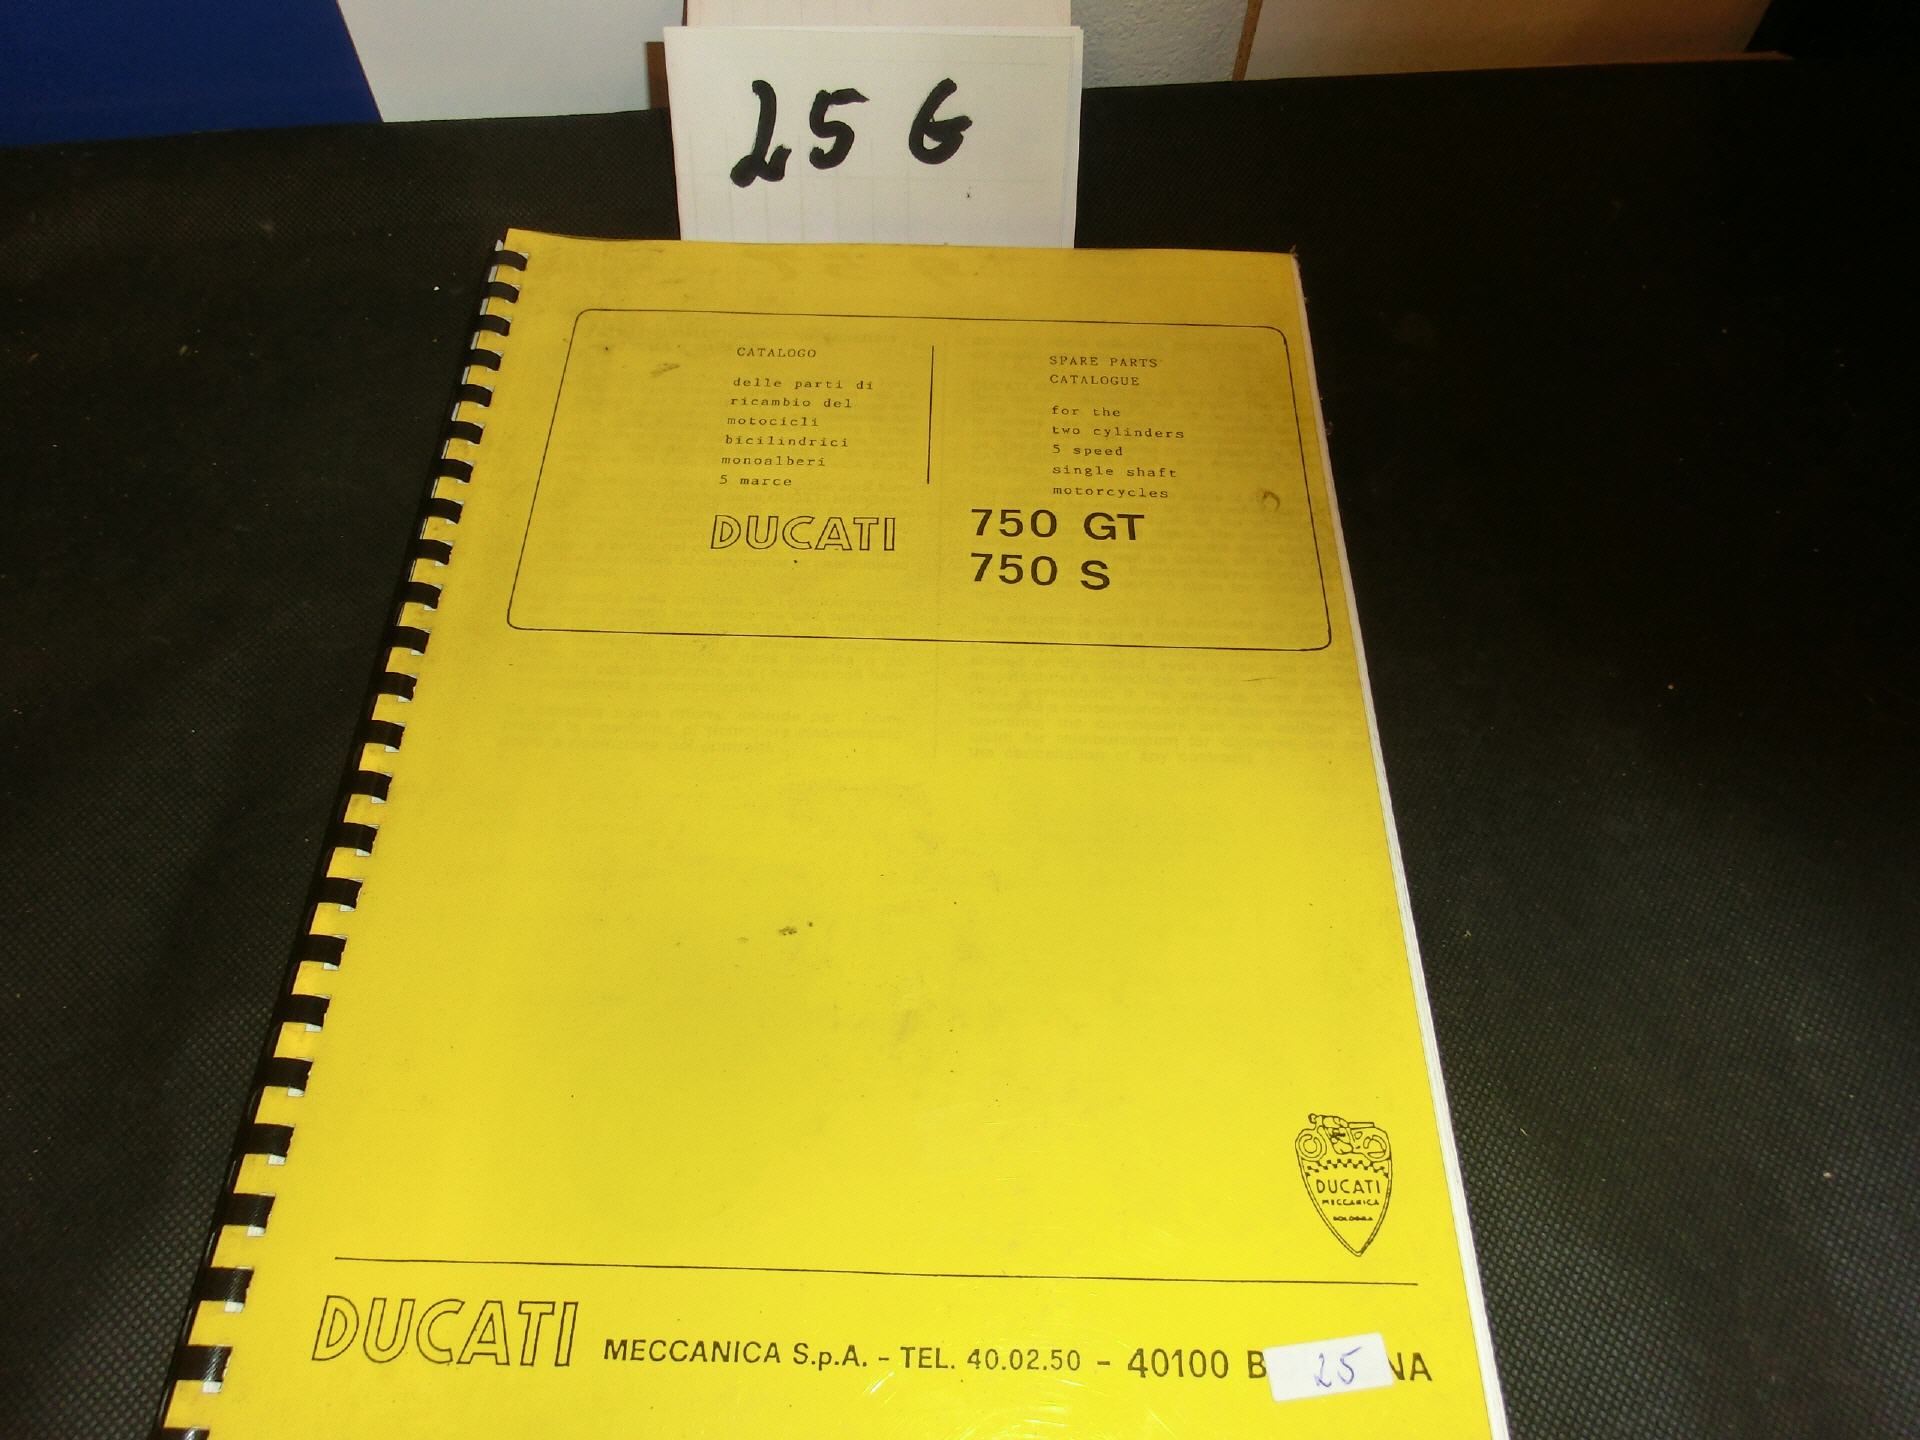 25 G
CATALOGO
delle parti di
ricambio del
motocicli
bicilindrici
monoalberi
5 marce
SPARE PARTS
CATALOGUE
for the
two cylinders
5 speed
single shaft
motorcycles
DUCATI
750 GT
750 S
DUCATI
MECCANICA
BOLOGNA
DUCATI MECCANICA S.p.A. - TEL. 40.02.50 - 40100 B NA
25